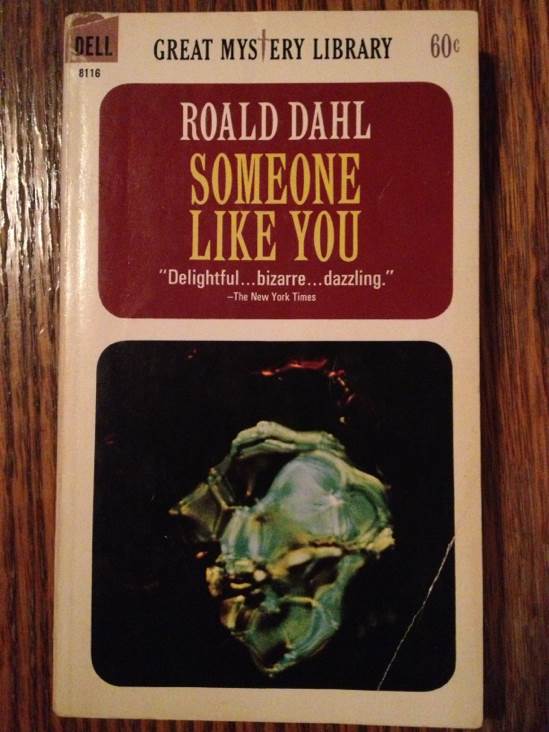 DELL
8116
GREAT MYSTERY LIBRARY
60¢
ROALD DAHL
SOMEONE
LIKE YOU
"Delightful...bizarre...dazzling."
–The New York Times